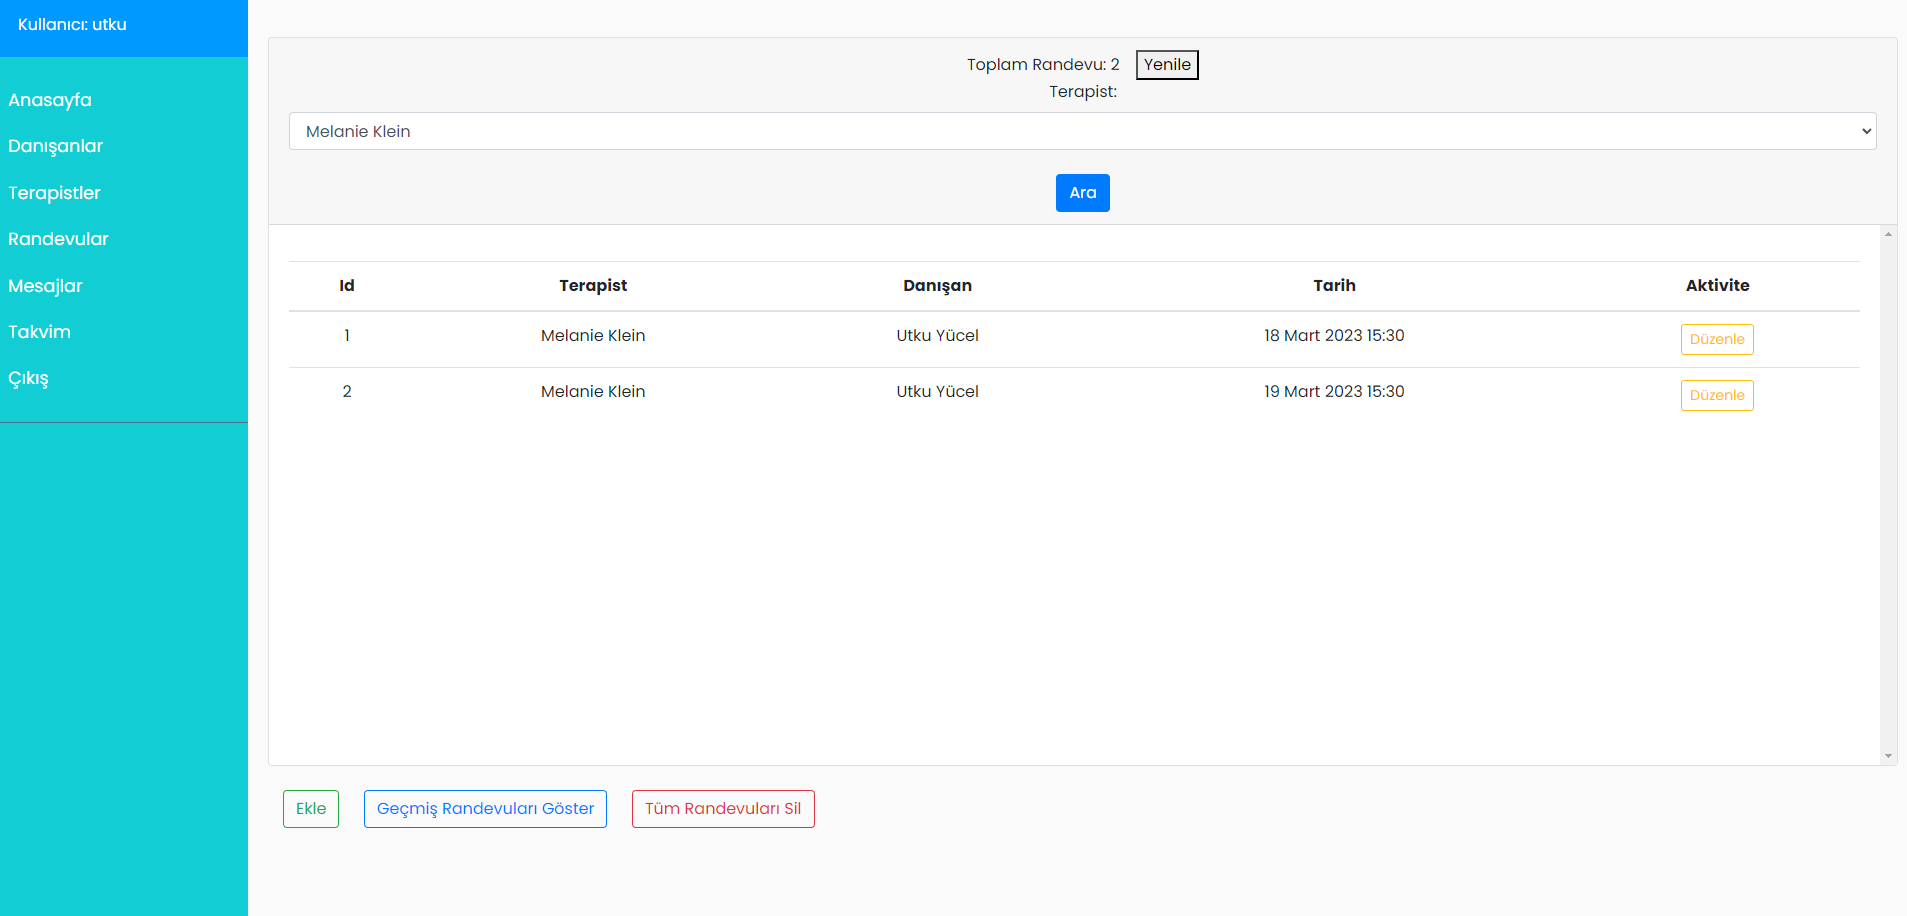 Kullanıcı: utku
Anasayfa
Danışanlar
Terapistler
Randevular
Mesajlar
Takvim
Çıkış
Toplam Randevu: 2 Yenile
Terapist:
Melanie Klein
Ara
Id Terapist Danışan Tarih Aktivite
1 Melanie Klein Utku Yücel 18 Mart 2023 15:30 Düzenle
2 Melanie Klein Utku Yücel 19 Mart 2023 15:30 Düzenle
Ekle Geçmiş Randevuları Göster Tüm Randevuları Sil